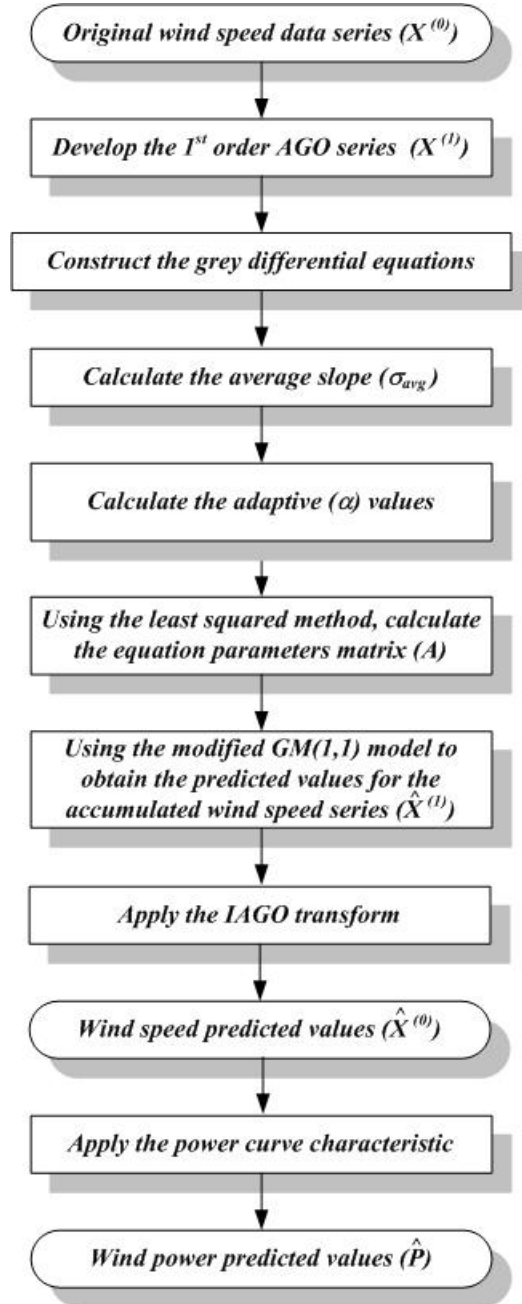 Original wind speed data series (X⁽⁰⁾)
Develop the 1ˢᵗ order AGO series (X⁽¹⁾)
Construct the grey differential equations
Calculate the average slope (σavg)
Calculate the adaptive (α) values
Using the least squared method, calculate
the equation parameters matrix (A)
Using the modified GM(1,1) model to
obtain the predicted values for the
accumulated wind speed series (X̂⁽¹⁾)
Apply the IAGO transform
Wind speed predicted values (X̂⁽⁰⁾)
Apply the power curve characteristic
Wind power predicted values (P̂)